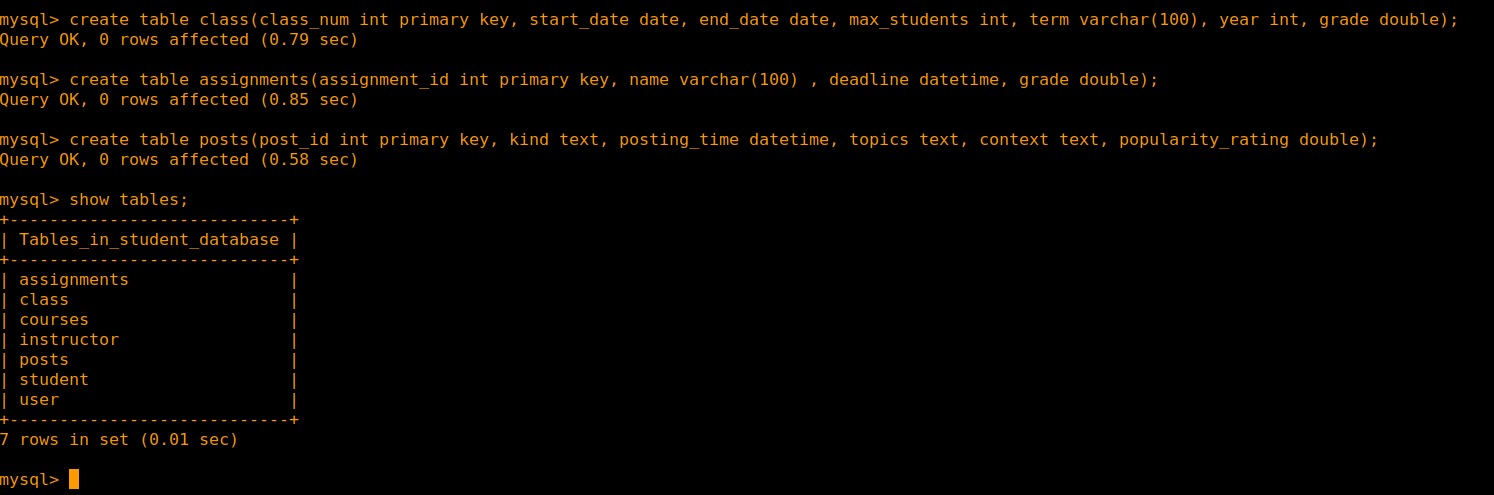 mysql> create table class(class_num int primary key, start_date date, end_date date, max_students int, term varchar(100), year int, grade double);
Query OK, 0 rows affected (0.79 sec)
mysql> create table assignments(assignment_id int primary key, name varchar(100) , deadline datetime, grade double);
Query OK, 0 rows affected (0.85 sec)
mysql> create table posts(post_id int primary key, kind text, posting_time datetime, topics text, context text, popularity_rating double);
Query OK, 0 rows affected (0.58 sec)
mysql> show tables;
+----------------------------+
| Tables_in_student_database |
+----------------------------+
| assignments                |
| class                      |
| courses                    |
| instructor                 |
| posts                      |
| student                    |
| user                       |
+----------------------------+
7 rows in set (0.01 sec)
mysql>